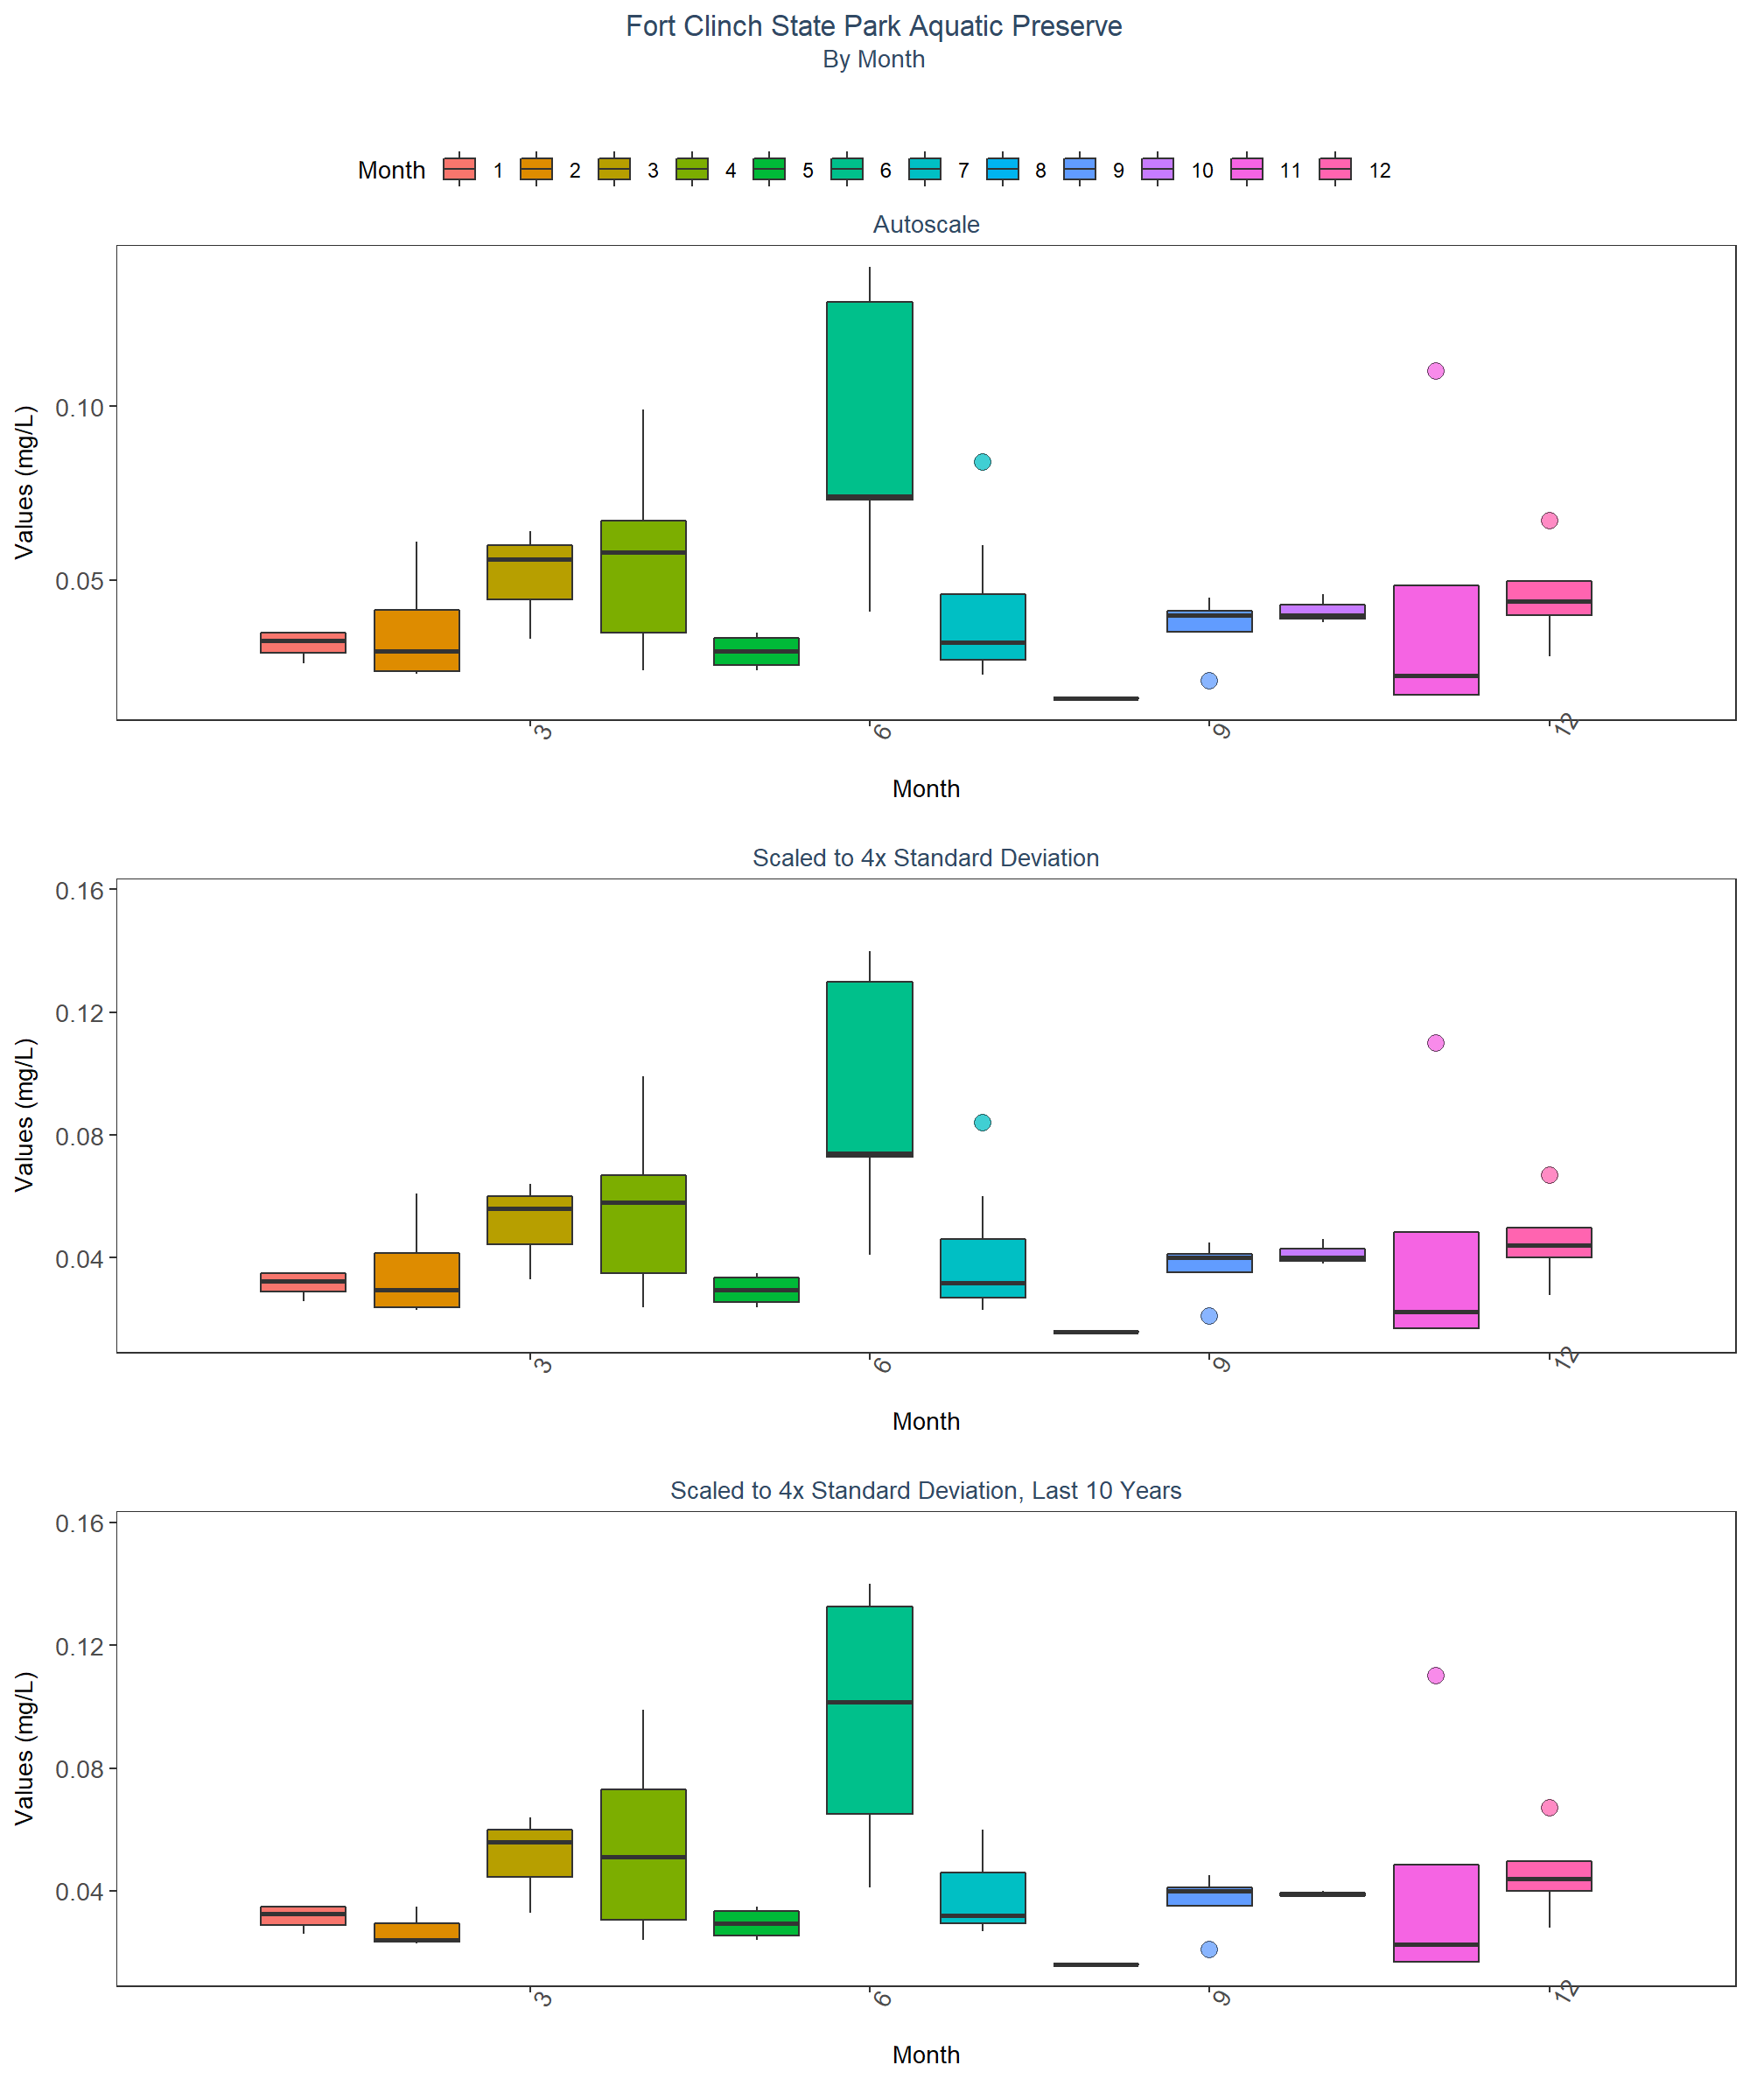 Fort Clinch State Park Aquatic Preserve
By Month
Month 1 2 3 4 5 6 7 8 9 10 11 12
Autoscale
Values (mg/L)
0.10
0.05
3 6 9 12
Month
Scaled to 4x Standard Deviation
Values (mg/L)
0.16
0.12
0.08
0.04
3 6 9 12
Month
Scaled to 4x Standard Deviation, Last 10 Years
Values (mg/L)
0.16
0.12
0.08
0.04
3 6 9 12
Month